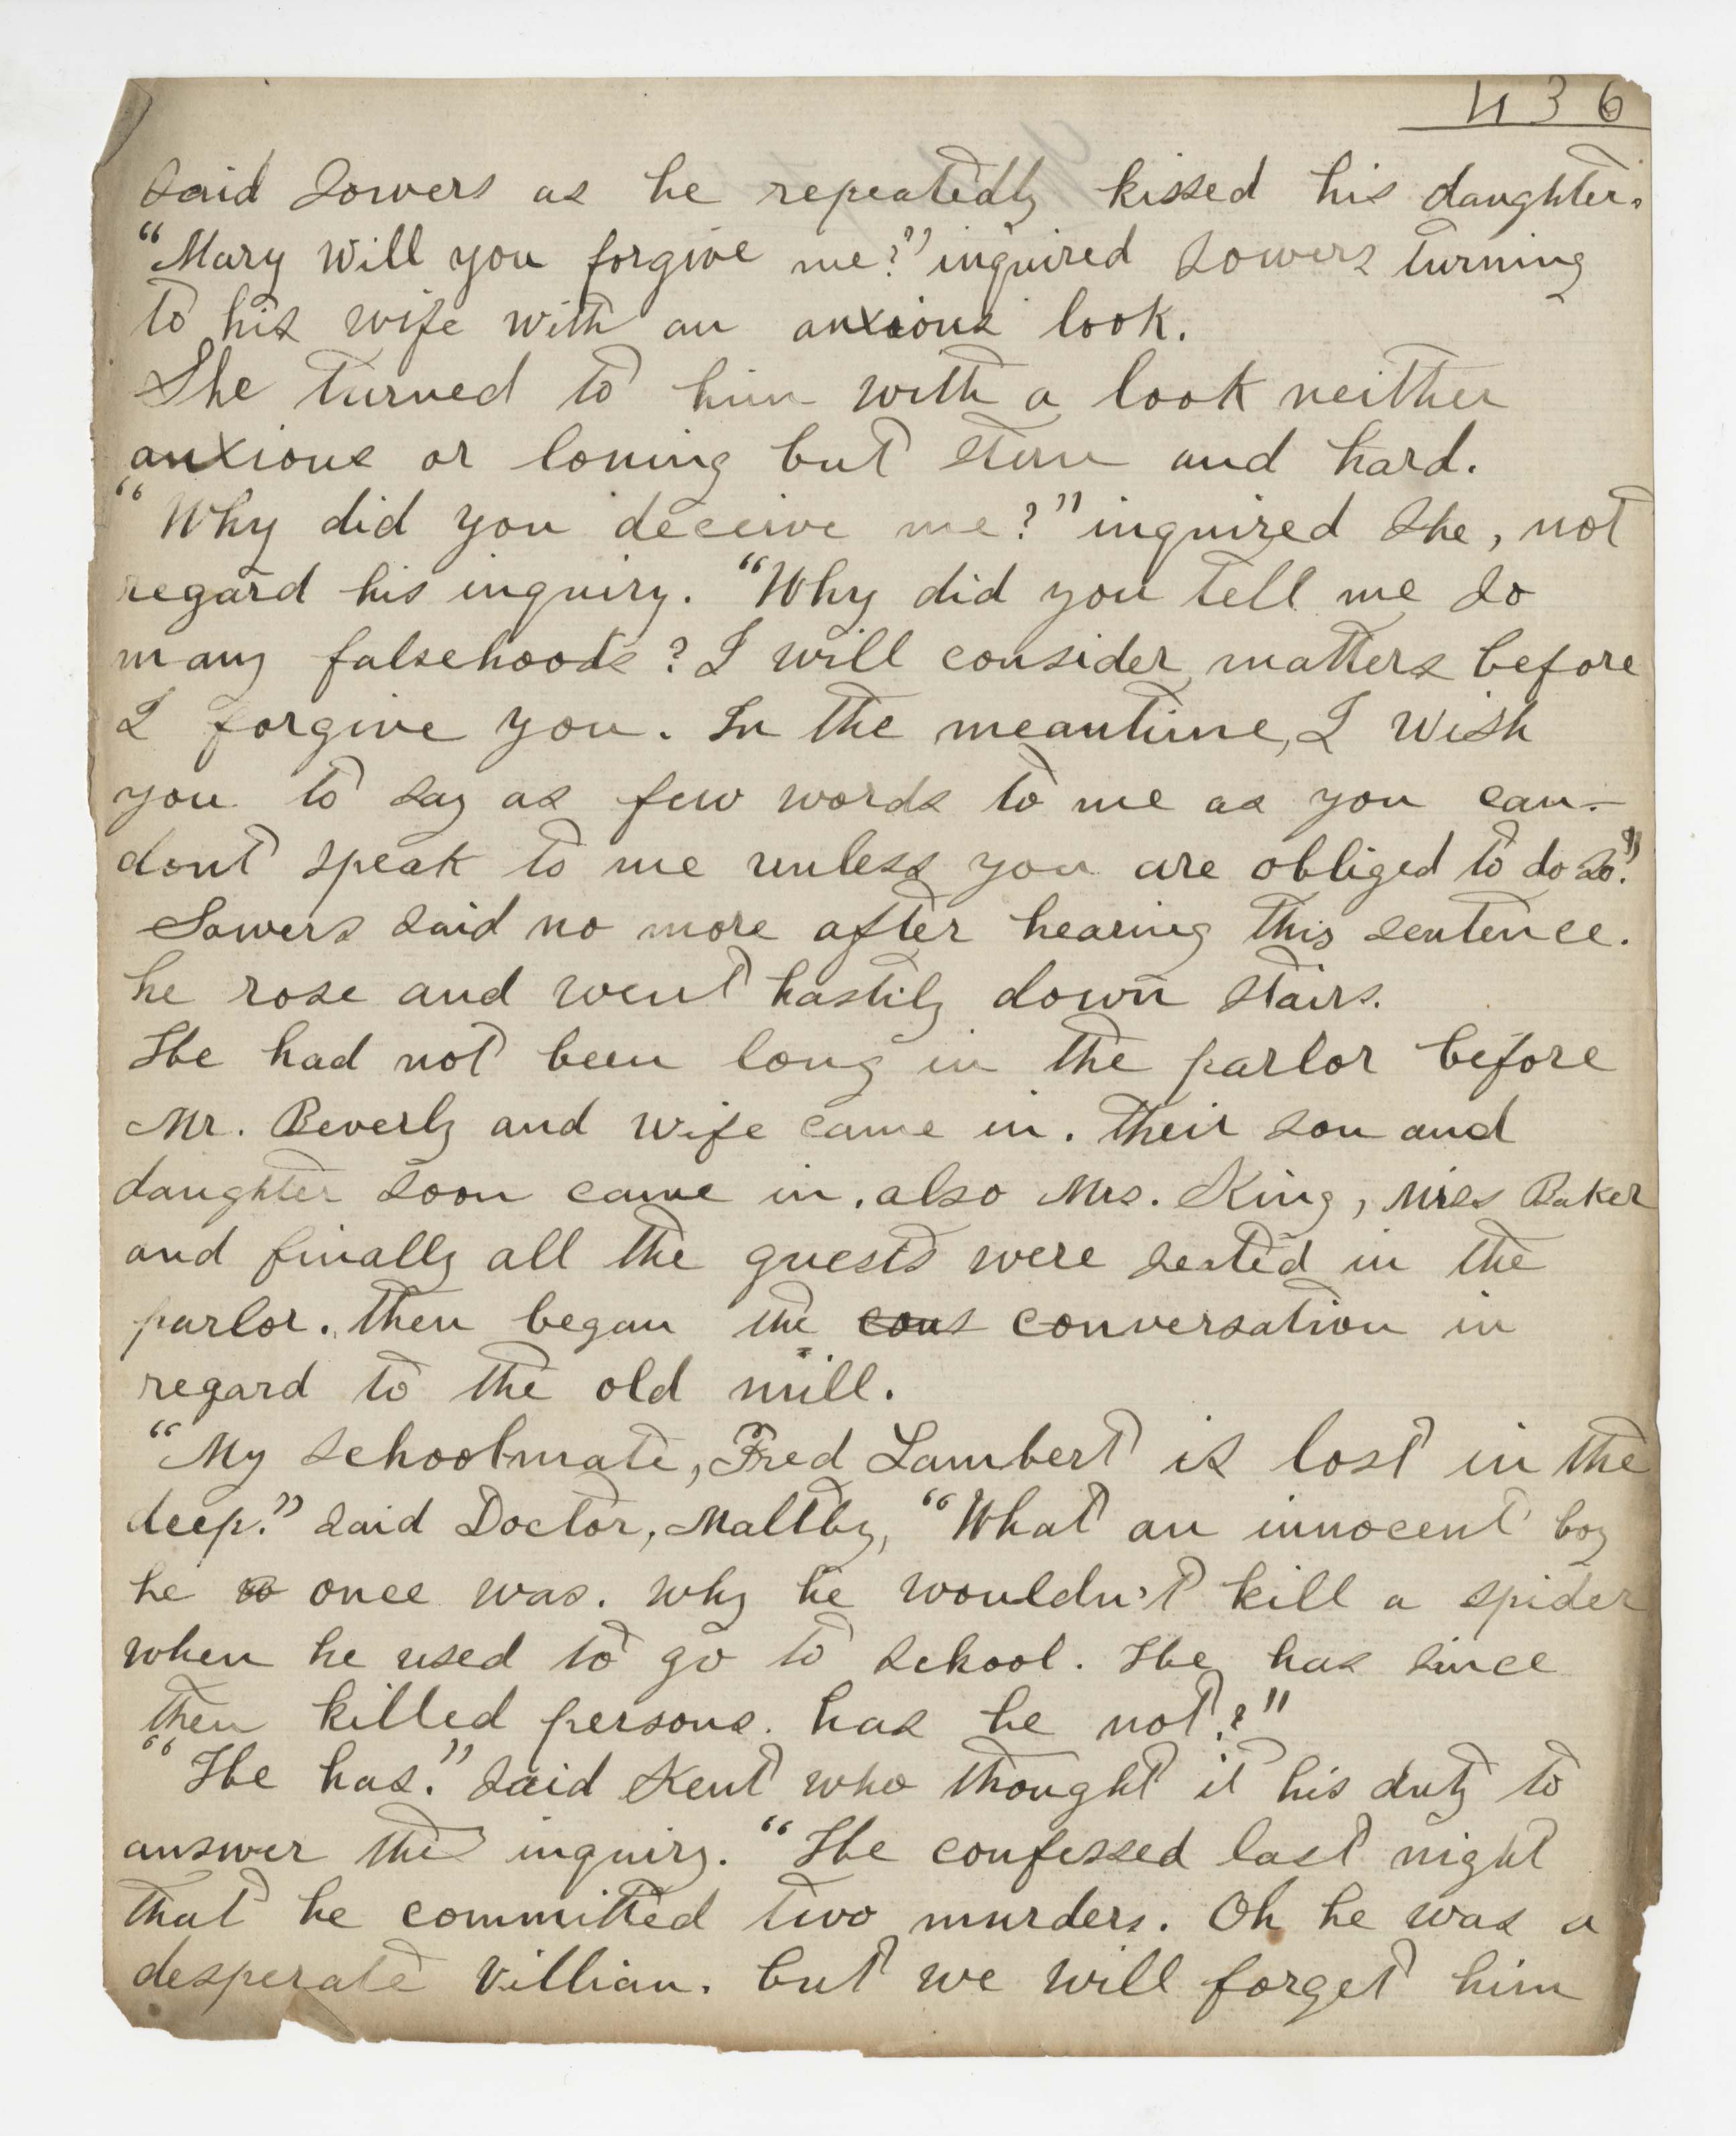 436
said Sowers as he repeatedly kissed his daughter.
"Mary will you forgive me?" inquired Sowers turning
to his wife with an anxious look.
She turned to him with a look neither
anxious or loving but stern and hard.
"Why did you deceive me?" inquired she, not
regard his inquiry. "Why did you tell me so
many falsehoods? I will consider matters before
I forgive you. In the meantime, I wish
you to say as few words to me as you can.–
dont speak to me unless you are obliged to do so."
Sowers said no more after hearing this sentence.
he rose and went hastily down stairs.
He had not been long in the parlor before
Mr. Beverly and wife came in. their son and
daughter soon came in. also Mrs. King, Miss Baker
and finally all the guests were seated in the
parlor. then began the cons conversation in
regard to the old mill.
"My schoolmate, Fred Lambert is lost in the
deep." said Doctor, Maltby, "What an innocent boy
he once was. why he wouldn't kill a spider
when he used to go to school. He has since
then killed persons. has he not?"
"He has." said Kent who thought it his duty to
answer the inquiry. "He confessed last night
that he committed two murders. Oh he was a
desperate villian. but we will forget him